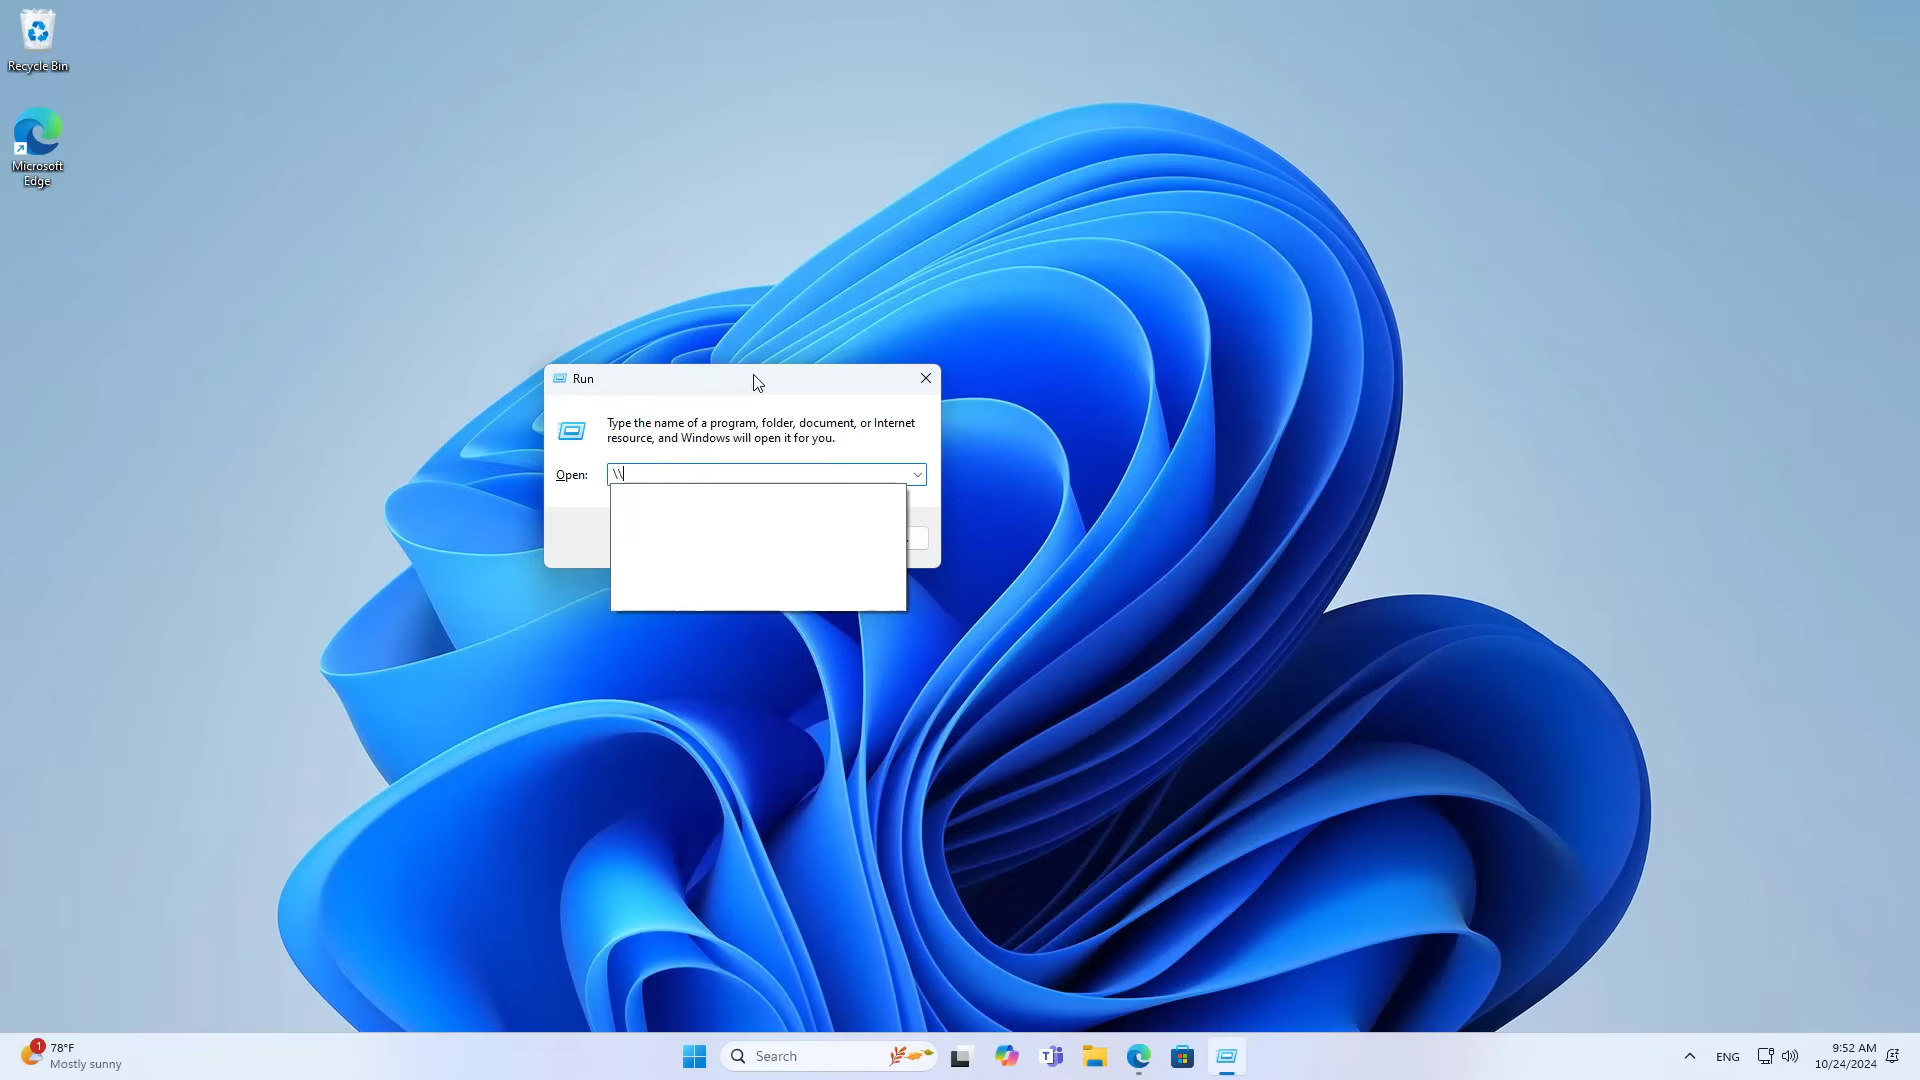 Recycle Bin
Microsoft
Edge
Run
Type the name of a program, folder, document, or Internet
resource, and Windows will open it for you.
Open:
\\
1
78°F
Mostly sunny
Search
ENG
9:52 AM
10/24/2024